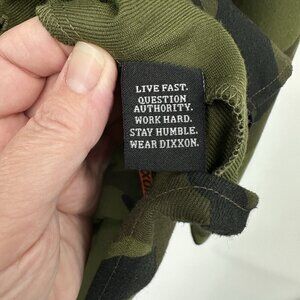 LIVE FAST.
QUESTION
AUTHORITY.
WORK HARD.
STAY HUMBLE.
WEAR DIXXON.